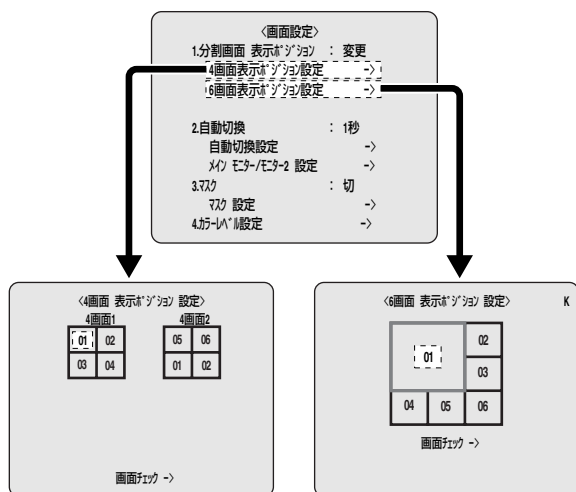 〈画面設定〉
1.分割画面 表示ﾎﾟｼﾞｼｮﾝ : 変更
4画面表示ﾎﾟｼﾞｼｮﾝ設定 -〉
6画面表示ﾎﾟｼﾞｼｮﾝ設定 -〉
2.自動切換 : 1秒
自動切換設定 -〉
ﾒｲﾝ ﾓﾆﾀｰ/ﾓﾆﾀｰ2 設定 -〉
3.ﾏｽｸ : 切
ﾏｽｸ 設定 -〉
4.ｶﾗｰﾚﾍﾞﾙ設定 -〉
〈4画面 表示ﾎﾟｼﾞｼｮﾝ 設定〉
4画面1 4画面2
01 02 05 06
03 04 01 02
画面ﾁｪｯｸ -〉
〈6画面 表示ﾎﾟｼﾞｼｮﾝ 設定〉 K
01 02
03
04 05 06
画面ﾁｪｯｸ -〉